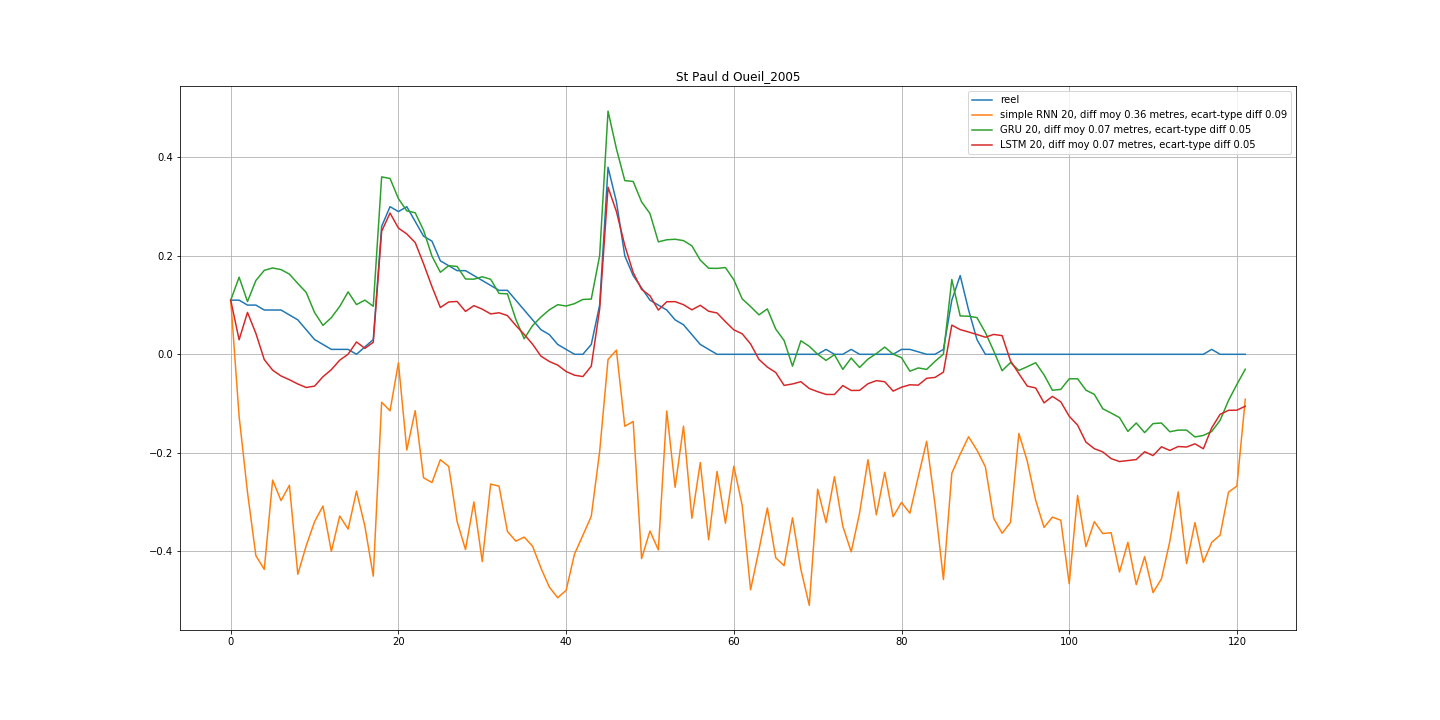 St Paul d Oueil_2005
reel
simple RNN 20, diff moy 0.36 metres, ecart-type diff 0.09
GRU 20, diff moy 0.07 metres, ecart-type diff 0.05
LSTM 20, diff moy 0.07 metres, ecart-type diff 0.05
0.4
0.2
0.0
−0.2
−0.4
0 20 40 60 80 100 120